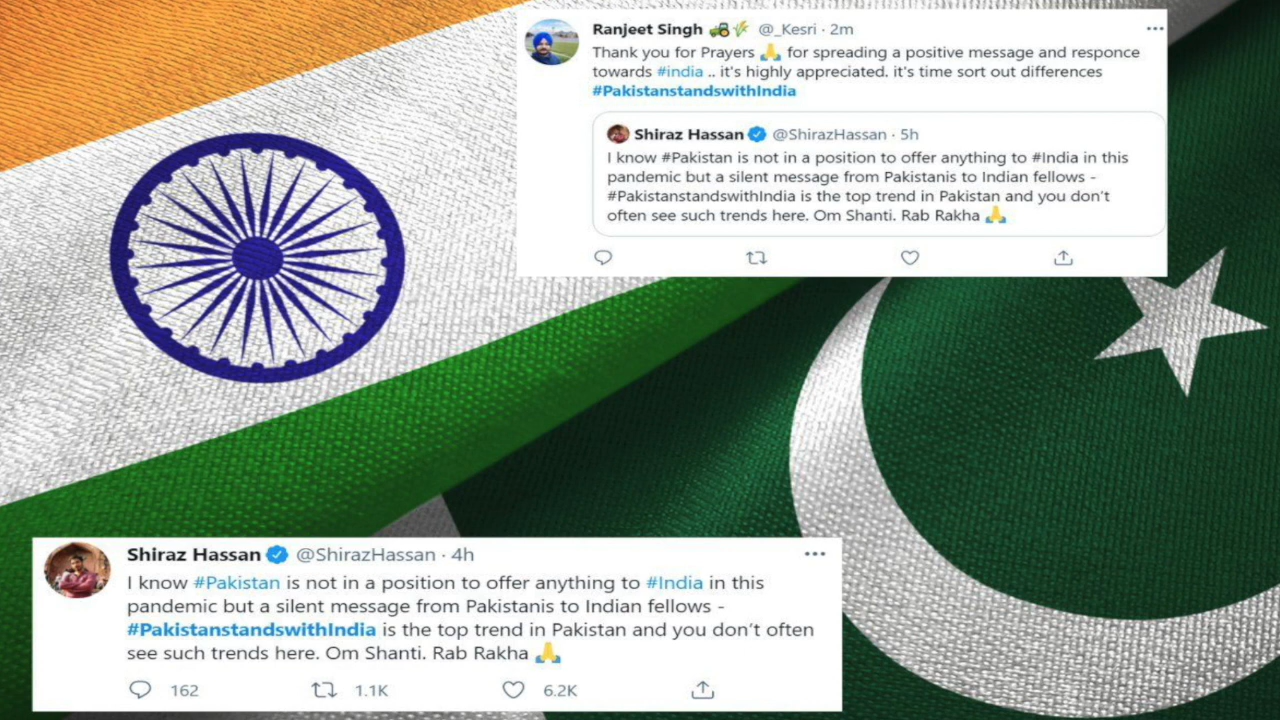 Ranjeet Singh 🚜🌾 @_Kesri · 2m
Thank you for Prayers 🙏 for spreading a positive message and responce
towards #india .. it's highly appreciated. it's time sort out differences
#PakistanstandswithIndia
Shiraz Hassan @ShirazHassan · 5h
I know #Pakistan is not in a position to offer anything to #India in this
pandemic but a silent message from Pakistanis to Indian fellows -
#PakistanstandswithIndia is the top trend in Pakistan and you don't
often see such trends here. Om Shanti. Rab Rakha 🙏
Shiraz Hassan @ShirazHassan · 4h
I know #Pakistan is not in a position to offer anything to #India in this
pandemic but a silent message from Pakistanis to Indian fellows -
#PakistanstandswithIndia is the top trend in Pakistan and you don't often
see such trends here. Om Shanti. Rab Rakha 🙏
162 1.1K 6.2K